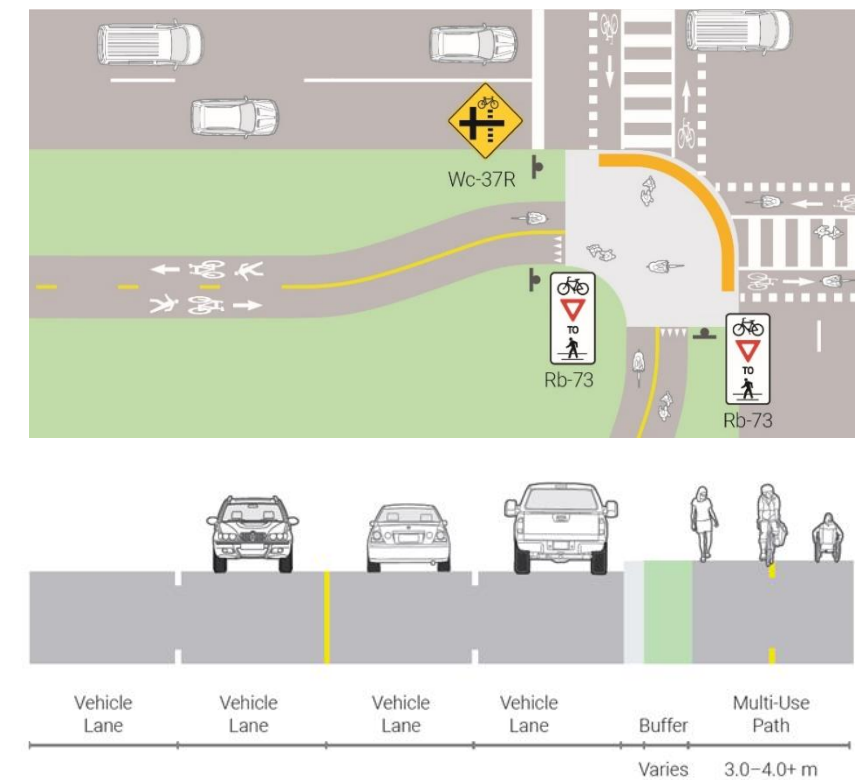 Wc-37R
TO
Rb-73
TO
Rb-73
Vehicle
Lane
Vehicle
Lane
Vehicle
Lane
Vehicle
Lane
Buffer
Multi-Use
Path
Varies
3.0–4.0+ m